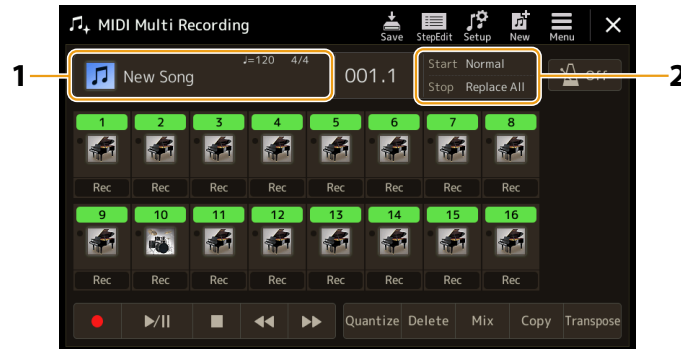 MIDI Multi Recording
Save StepEdit Setup New Menu
1
New Song
♩=120 4/4
001.1
Start Normal
Stop Replace All
Off
2
1 2 3 4 5 6 7 8
Rec Rec Rec Rec Rec Rec Rec Rec
9 10 11 12 13 14 15 16
Rec Rec Rec Rec Rec Rec Rec Rec
Quantize Delete Mix Copy Transpose